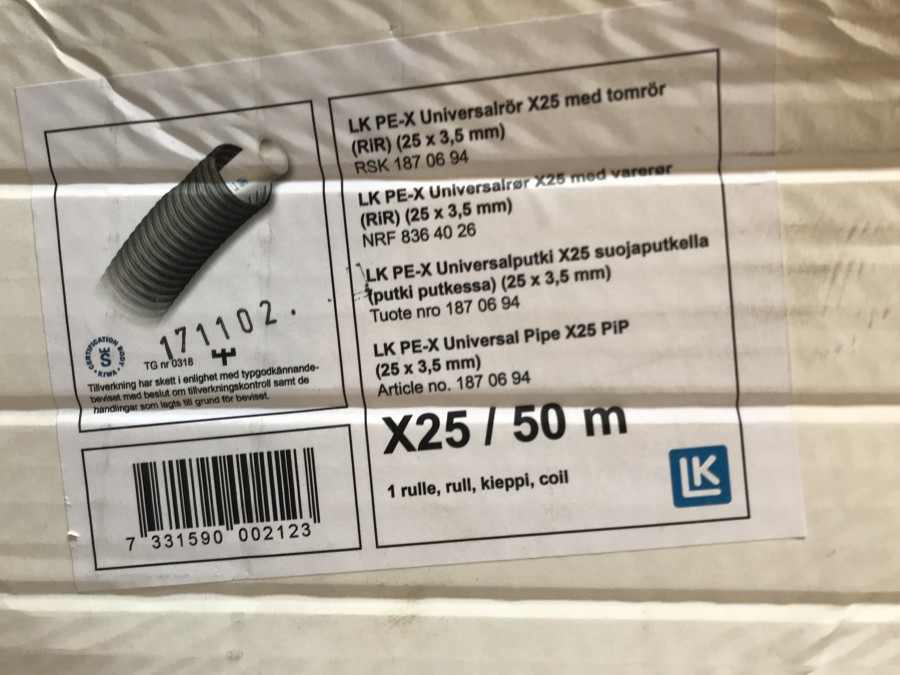 LK PE-X Universalrör X25 med tomrör
(RiR) (25 x 3,5 mm)
RSK 187 06 94
LK PE-X Universalrør X25 med varerør
(RiR) (25 x 3,5 mm)
NRF 836 40 26
LK PE-X Universalputki X25 suojaputkella
(putki putkessa) (25 x 3,5 mm)
Tuote nro 187 06 94
LK PE-X Universal Pipe X25 PiP
(25 x 3,5 mm)
Article no. 187 06 94
X25 / 50 m
1 rulle, rull, kieppi, coil
LK
171102.
CERTIFICATION BODY
KIWA
TG nr 0318
Tillverkning har skett i enlighet med typgodkännande-
beviset med beslut om tillverkningskontroll samt de
handlingar som lagts till grund för beviset.
7 331590 002123